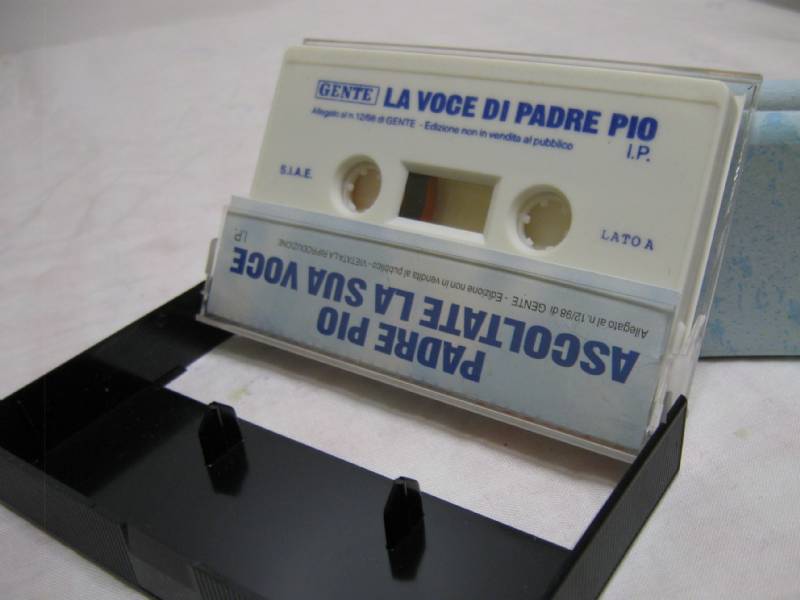 GENTE LA VOCE DI PADRE PIO
Allegato al n. 12/98 di GENTE - Edizione non in vendita al pubblico
I.P.
S.I.A.E.
LATO A
PADRE PIO
ASCOLTATE LA SUA VOCE
Allegato al n. 12/98 di GENTE - Edizione non in vendita al pubblico - VIETATA LA RIPRODUZIONE
I.P.